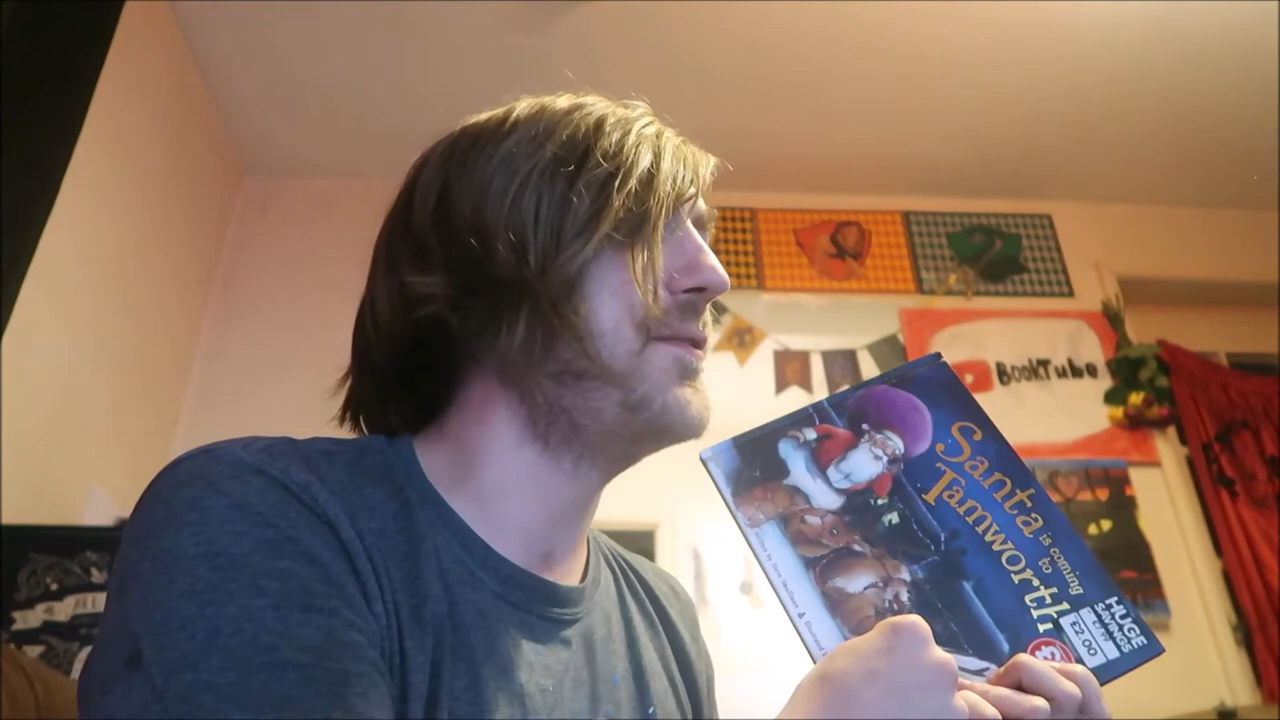 BookTube
Santa
is coming
to
Tamworth
HUGE
SAVINGS
£2.00